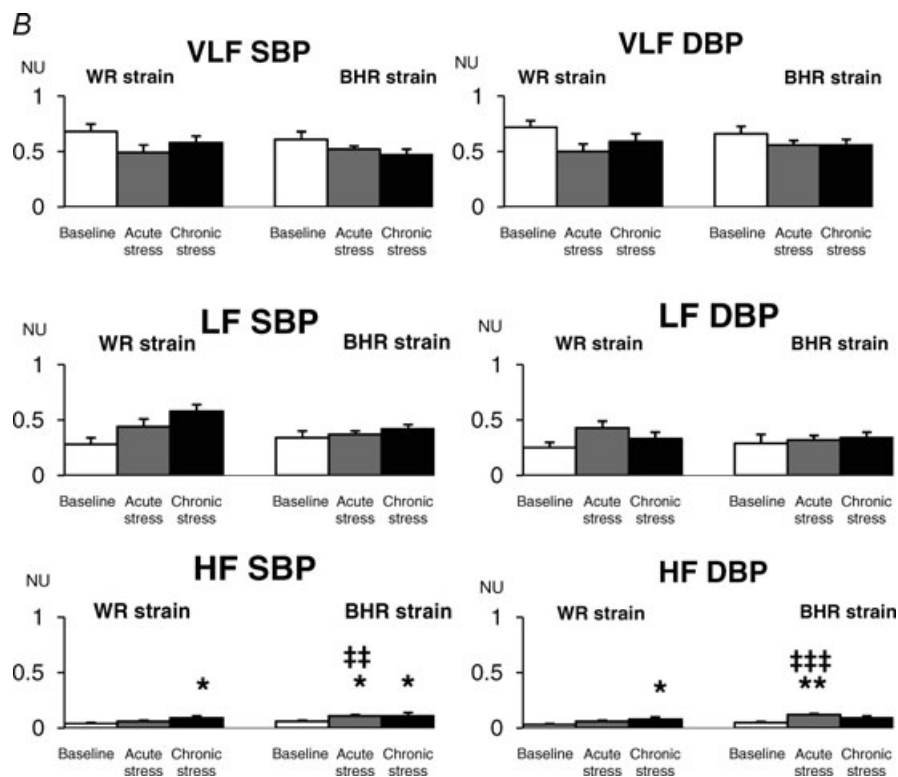 B
VLF SBP
NU
WR strain
BHR strain
1
0.5
0
Baseline Acute stress Chronic stress
Baseline Acute stress Chronic stress
VLF DBP
NU
WR strain
BHR strain
1
0.5
0
Baseline Acute stress Chronic stress
Baseline Acute stress Chronic stress
LF SBP
NU
WR strain
BHR strain
1
0.5
0
Baseline Acute stress Chronic stress
Baseline Acute stress Chronic stress
LF DBP
NU
WR strain
BHR strain
1
0.5
0
Baseline Acute stress Chronic stress
Baseline Acute stress Chronic stress
HF SBP
NU
WR strain
BHR strain
1
0.5
0
*
‡‡
* *
Baseline Acute stress Chronic stress
Baseline Acute stress Chronic stress
HF DBP
NU
WR strain
BHR strain
1
0.5
0
*
‡‡‡
**
Baseline Acute stress Chronic stress
Baseline Acute stress Chronic stress